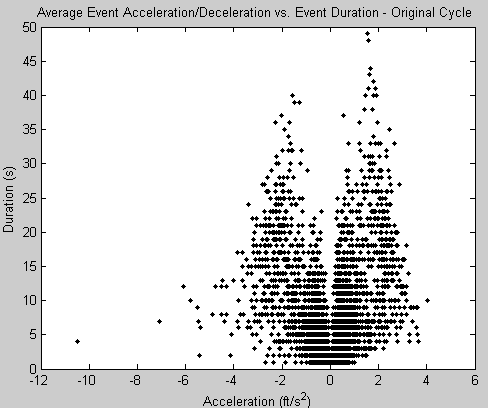 Average Event Acceleration/Deceleration vs. Event Duration - Original Cycle
50
45
40
35
30
25
20
15
10
5
0
Duration (s)
-12 -10 -8 -6 -4 -2 0 2 4 6
Acceleration (ft/s²)